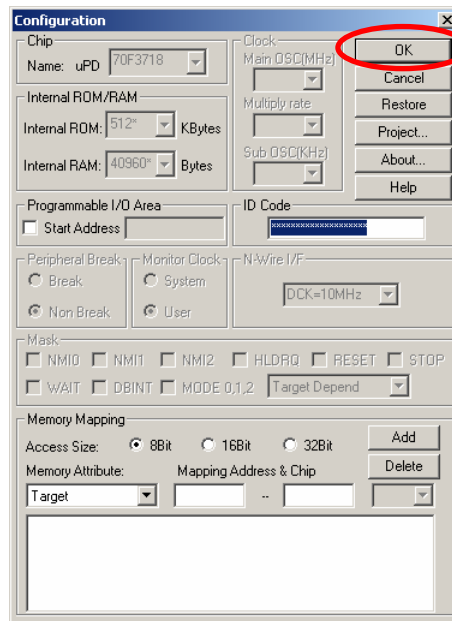 Configuration
Chip
Name: uPD 70F3718
Clock
Main OSC(MHz)
Multiply rate
Sub OSC(KHz)
OK
Cancel
Restore
Project...
About...
Help
Internal ROM/RAM
Internal ROM: 512* KBytes
Internal RAM: 40960* Bytes
Programmable I/O Area
Start Address
ID Code
********************
Peripheral Break
Break
Non Break
Monitor Clock
System
User
N-Wire I/F
DCK=10MHz
Mask
NMI0 NMI1 NMI2 HLDRQ RESET STOP
WAIT DBINT MODE 0,1,2 Target Depend
Memory Mapping
Access Size: 8Bit 16Bit 32Bit
Add
Memory Attribute: Mapping Address & Chip
Delete
Target --